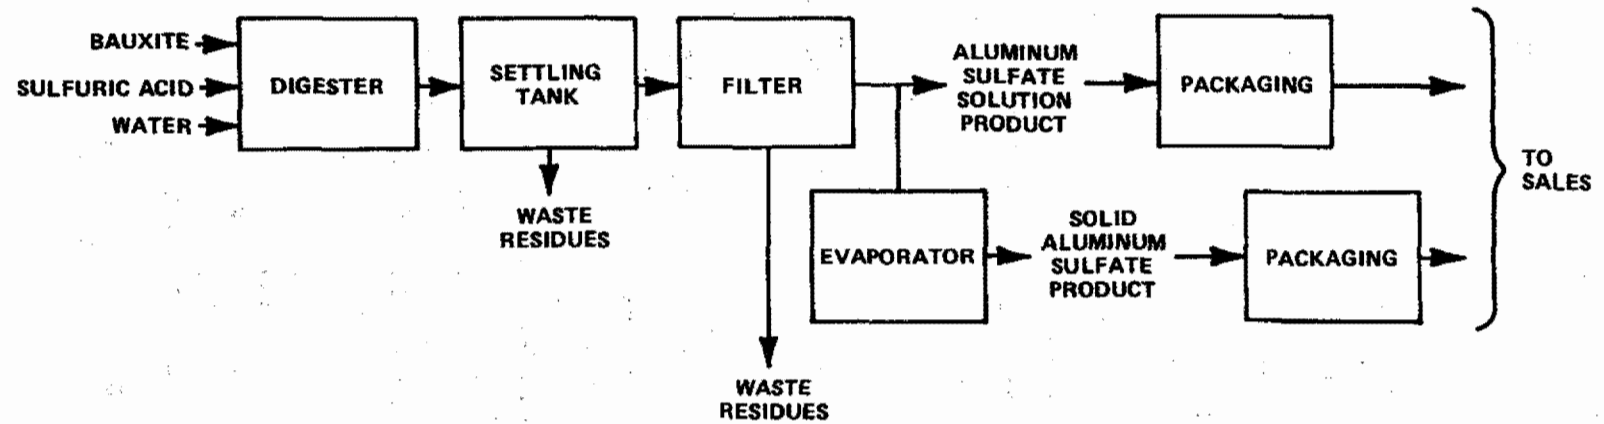 BAUXITE
SULFURIC ACID
WATER
DIGESTER
SETTLING
TANK
WASTE
RESIDUES
FILTER
WASTE
RESIDUES
ALUMINUM
SULFATE
SOLUTION
PRODUCT
PACKAGING
EVAPORATOR
SOLID
ALUMINUM
SULFATE
PRODUCT
PACKAGING
TO
SALES